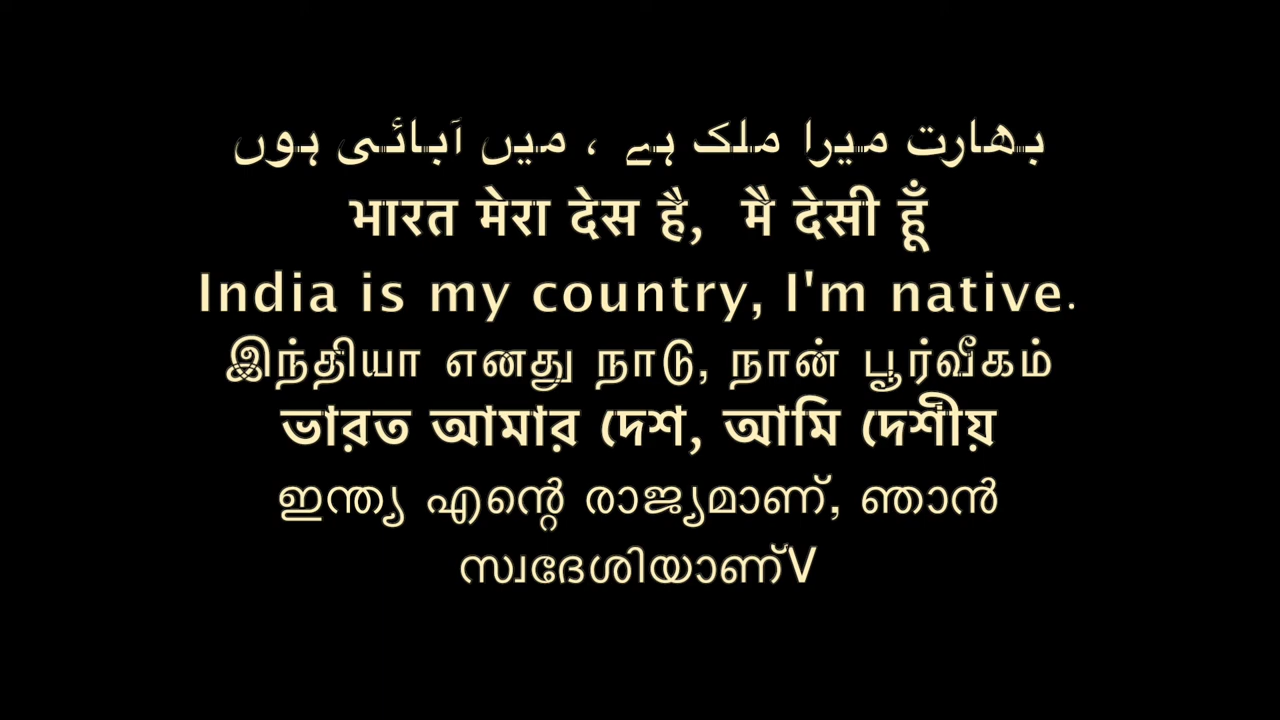 بھارت میرا ملک ہے ، میں آبائی ہوں
भारत मेरा देस है, मै देसी हूँ
India is my country, I'm native.
இந்தியா எனது நாடு, நான் பூர்வீகம்
ভারত আমার দেশ, আমি দেশীয়
ഇന്ത്യ എന്റെ രാജ്യമാണ്, ഞാൻ
സ്വദേശിയാണ്V